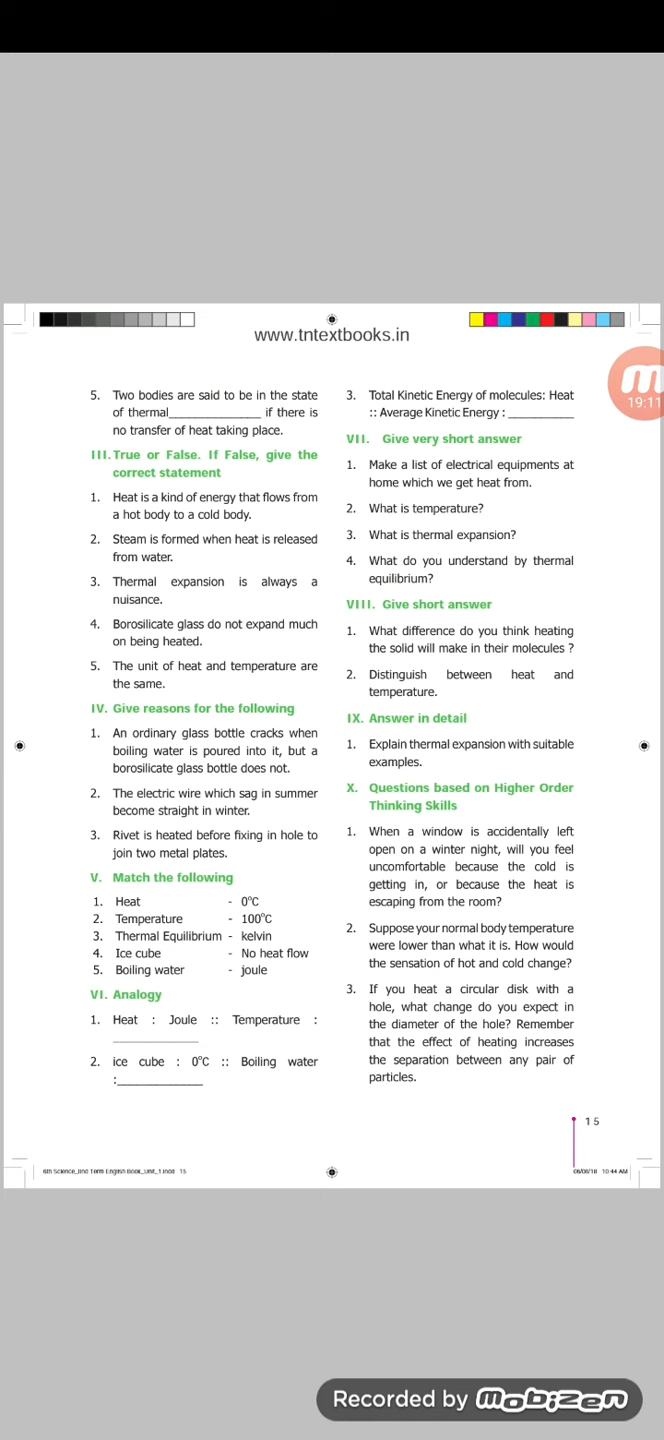 www.tntextbooks.in
19:11
5. Two bodies are said to be in the state
of thermal______________ if there is
no transfer of heat taking place.
III. True or False. If False, give the
correct statement
1. Heat is a kind of energy that flows from
a hot body to a cold body.
2. Steam is formed when heat is released
from water.
3. Thermal expansion is always a
nuisance.
4. Borosilicate glass do not expand much
on being heated.
5. The unit of heat and temperature are
the same.
IV. Give reasons for the following
1. An ordinary glass bottle cracks when
boiling water is poured into it, but a
borosilicate glass bottle does not.
2. The electric wire which sag in summer
become straight in winter.
3. Rivet is heated before fixing in hole to
join two metal plates.
V. Match the following
1. Heat - 0°C
2. Temperature - 100°C
3. Thermal Equilibrium - kelvin
4. Ice cube - No heat flow
5. Boiling water - joule
VI. Analogy
1. Heat : Joule :: Temperature :
_____________
2. ice cube : 0°C :: Boiling water
:_____________
3. Total Kinetic Energy of molecules: Heat
:: Average Kinetic Energy : __________
VII. Give very short answer
1. Make a list of electrical equipments at
home which we get heat from.
2. What is temperature?
3. What is thermal expansion?
4. What do you understand by thermal
equilibrium?
VIII. Give short answer
1. What difference do you think heating
the solid will make in their molecules ?
2. Distinguish between heat and
temperature.
IX. Answer in detail
1. Explain thermal expansion with suitable
examples.
X. Questions based on Higher Order
Thinking Skills
1. When a window is accidentally left
open on a winter night, will you feel
uncomfortable because the cold is
getting in, or because the heat is
escaping from the room?
2. Suppose your normal body temperature
were lower than what it is. How would
the sensation of hot and cold change?
3. If you heat a circular disk with a
hole, what change do you expect in
the diameter of the hole? Remember
that the effect of heating increases
the separation between any pair of
particles.
15
6th Science_IInd Term English Book_Unit_1.indd 15
08/08/18 10:44 AM
Recorded by mobizen